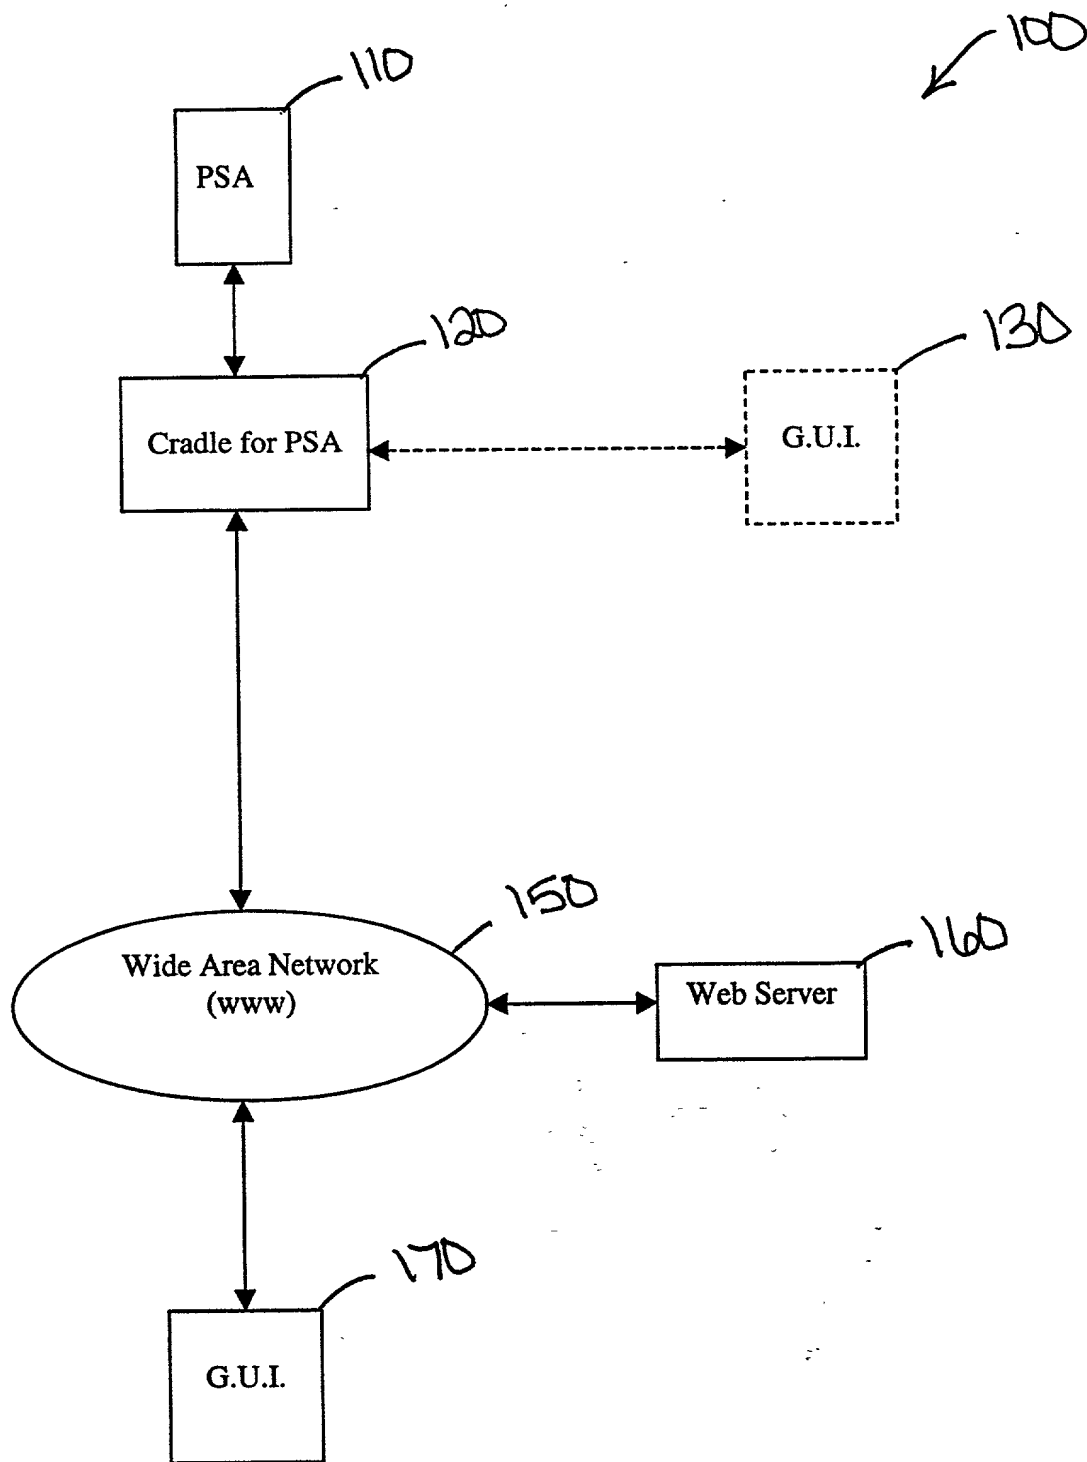 100
110
PSA
120
130
Cradle for PSA
G.U.I.
150
160
Wide Area Network
(www)
Web Server
170
G.U.I.